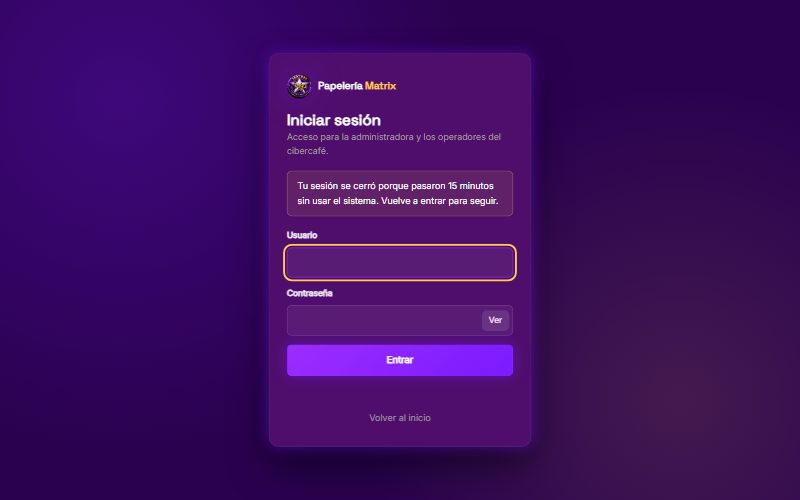 Papelería Matrix
Iniciar sesión
Acceso para la administradora y los operadores del
cibercafé.
Tu sesión se cerró porque pasaron 15 minutos
sin usar el sistema. Vuelve a entrar para seguir.
Usuario
Contraseña
Ver
Entrar
Volver al inicio